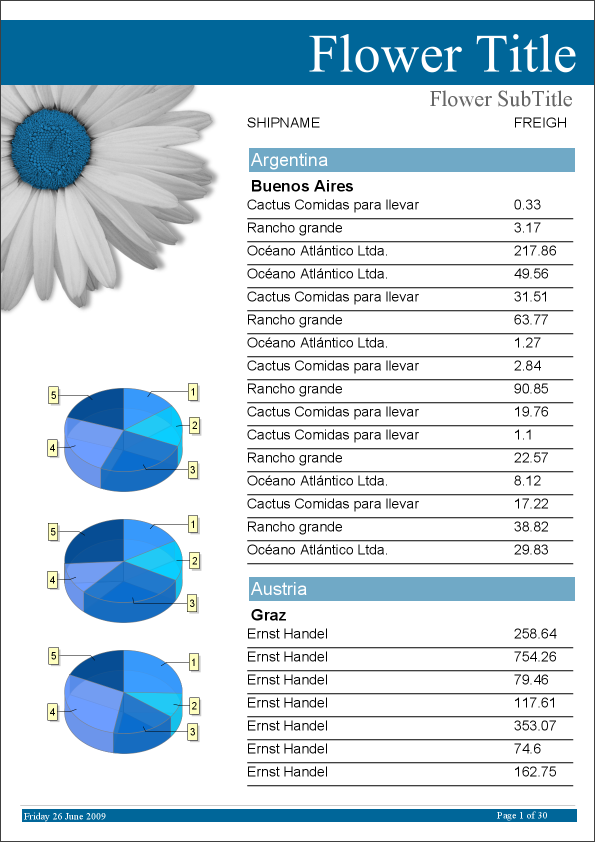 Flower Title
Flower SubTitle
SHIPNAME FREIGH
Argentina
Buenos Aires
Cactus Comidas para llevar 0.33
Rancho grande 3.17
Océano Atlántico Ltda. 217.86
Océano Atlántico Ltda. 49.56
Cactus Comidas para llevar 31.51
Rancho grande 63.77
Océano Atlántico Ltda. 1.27
Cactus Comidas para llevar 2.84
Rancho grande 90.85
Cactus Comidas para llevar 19.76
Cactus Comidas para llevar 1.1
Rancho grande 22.57
Océano Atlántico Ltda. 8.12
Cactus Comidas para llevar 17.22
Rancho grande 38.82
Océano Atlántico Ltda. 29.83
Austria
Graz
Ernst Handel 258.64
Ernst Handel 754.26
Ernst Handel 79.46
Ernst Handel 117.61
Ernst Handel 353.07
Ernst Handel 74.6
Ernst Handel 162.75
5 1
2
4
3
5 1
2
4
3
5 1
2
4
3
Friday 26 June 2009 Page 1 of 30